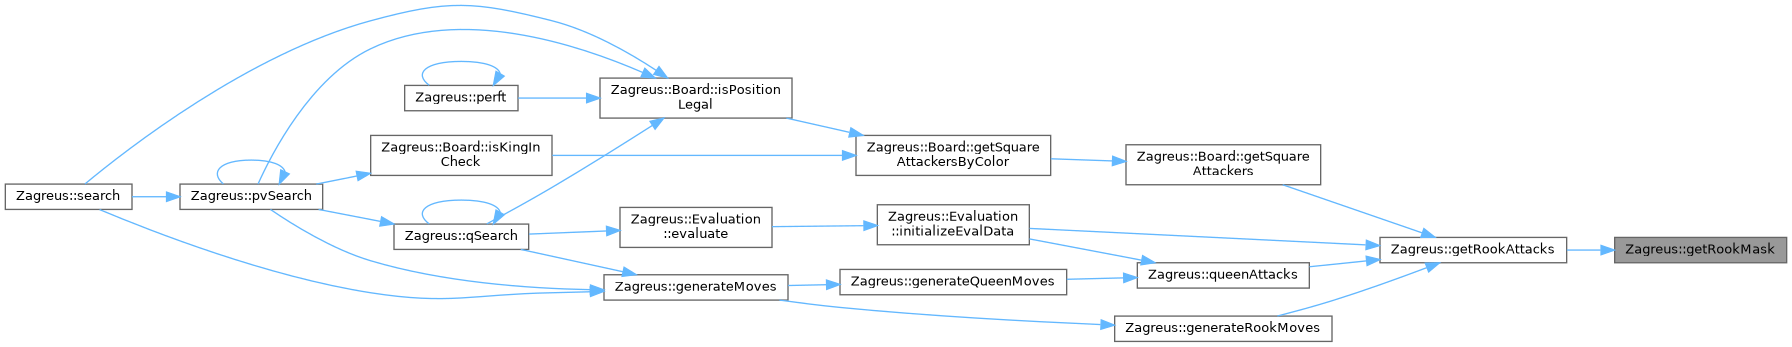 Zagreus::search
Zagreus::pvSearch
Zagreus::perft
Zagreus::Board::isKingIn
Check
Zagreus::qSearch
Zagreus::Board::isPosition
Legal
Zagreus::Evaluation
::evaluate
Zagreus::generateMoves
Zagreus::Board::getSquare
AttackersByColor
Zagreus::Evaluation
::initializeEvalData
Zagreus::generateQueenMoves
Zagreus::Board::getSquare
Attackers
Zagreus::queenAttacks
Zagreus::generateRookMoves
Zagreus::getRookAttacks
Zagreus::getRookMask